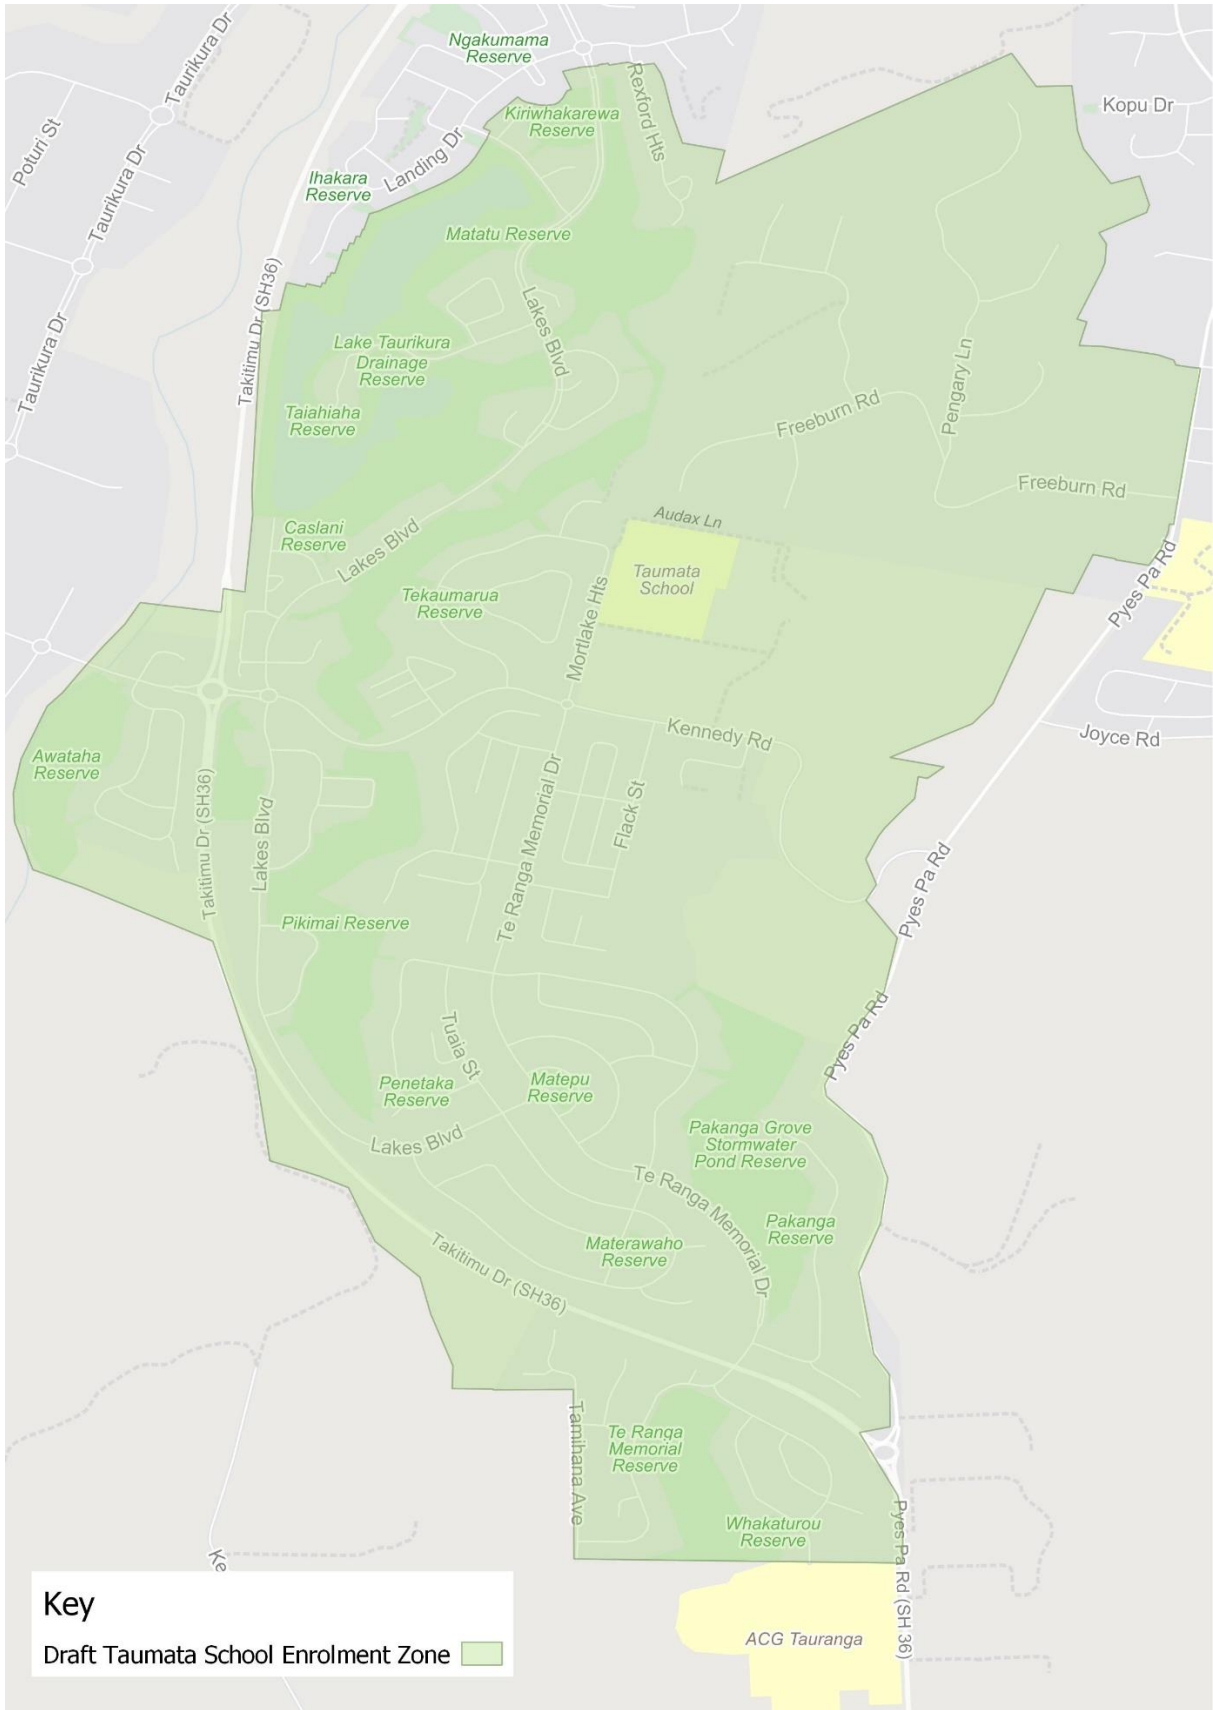 Taurikura Dr
Ngakumama
Reserve
Rexford Hts
Kopu Dr
Poturi St
Kiriwhakarewa
Reserve
Landing Dr
Taurikura Dr
Ihakara
Reserve
Matatu Reserve
Takitimu Dr (SH36)
Lakes Blvd
Taurikura Dr
Lake Taurikura
Drainage
Reserve
Pengary Ln
Taiahiaha
Reserve
Freeburn Rd
Freeburn Rd
Audax Ln
Caslani
Reserve
Lakes Blvd
Taumata
School
Pyes Pa Rd
Tekaumarua
Reserve
Mortlake Hts
Kennedy Rd
Joyce Rd
Awataha
Reserve
Takitimu Dr (SH36)
Lakes Blvd
Te Ranga Memorial Dr
Flack St
Pyes Pa Rd
Pikimai Reserve
Tuaia St
Pyes Pa Rd
Penetaka
Reserve
Matepu
Reserve
Lakes Blvd
Pakanga Grove
Stormwater
Pond Reserve
Te Ranga Memorial Dr
Pakanga
Reserve
Materawaho
Reserve
Takitimu Dr (SH36)
Tamihana Ave
Te Ranga
Memorial
Reserve
Whakaturou
Reserve
Pyes Pa Rd (SH 36)
Ke
Key
Draft Taumata School Enrolment Zone
ACG Tauranga